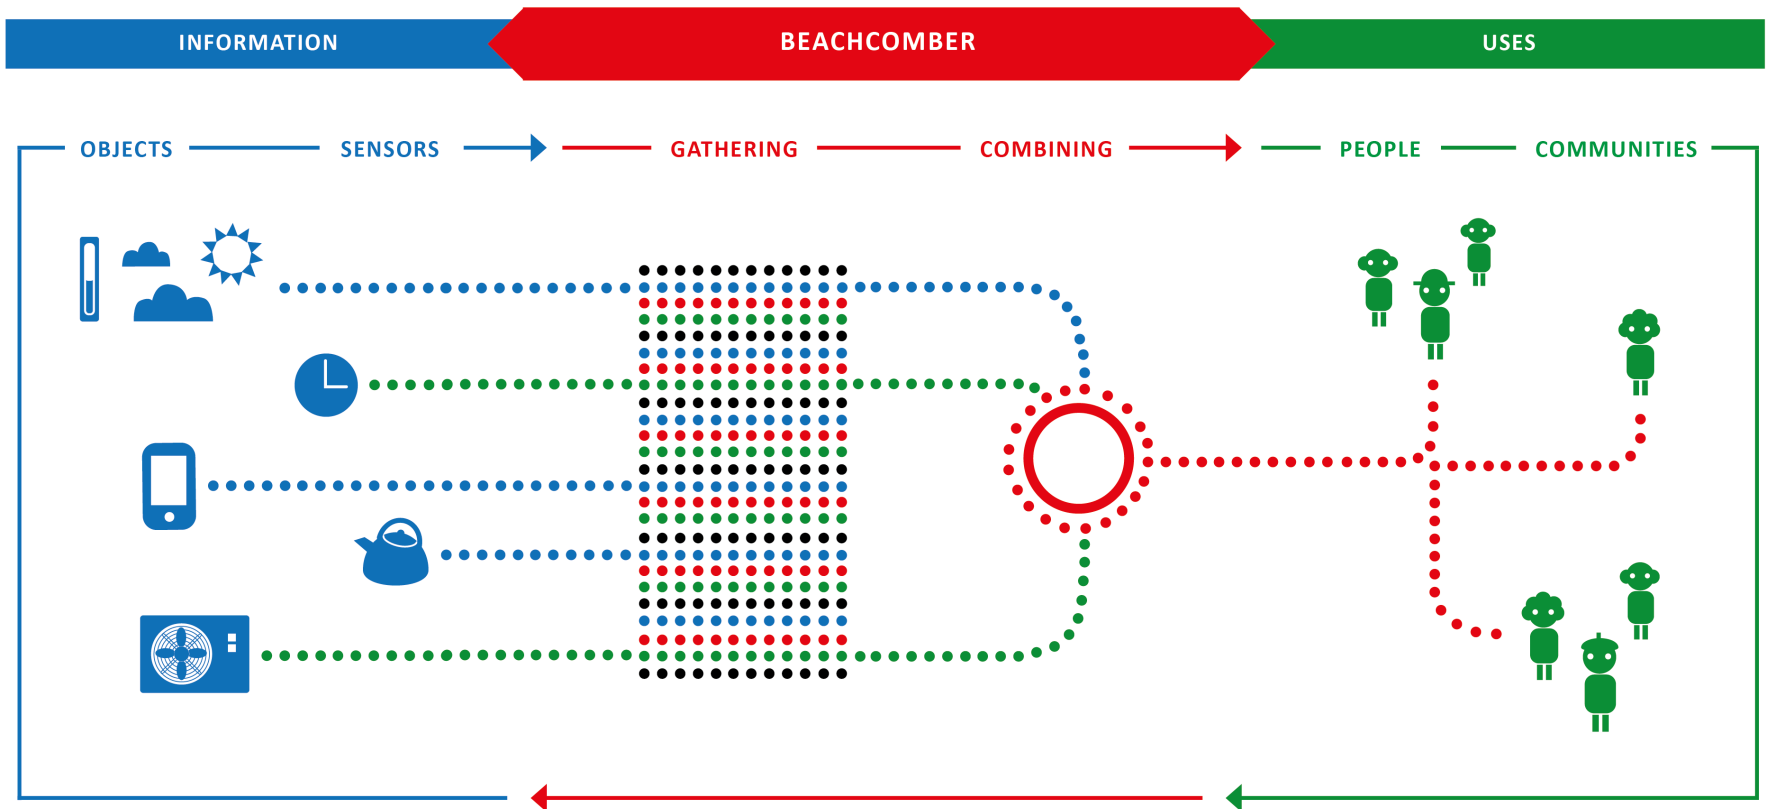 INFORMATION
BEACHCOMBER
USES
OBJECTS
SENSORS
GATHERING
COMBINING
PEOPLE
COMMUNITIES